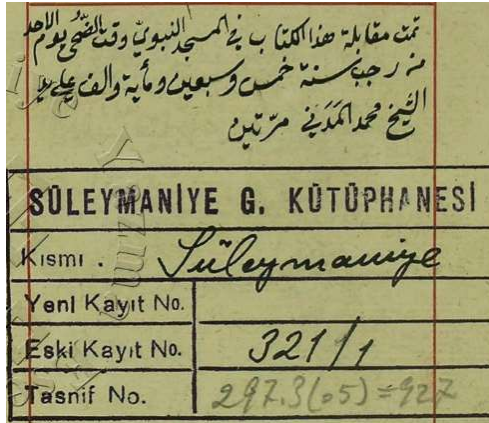 تمت مقابلة هذا الكتاب في المسجد النبوي وقت الضحى يوم الاحد
من رجب سنة خمس وسبعين ومأية والف على يد
الشيخ محمد المدني مرتين
SÜLEYMANİYE G. KÜTÜPHANESİ
Kısmı . Süleymaniye
Yeni Kayıt No.
Eski Kayıt No. 321/1
Tasnif No. 297.3(05)=927